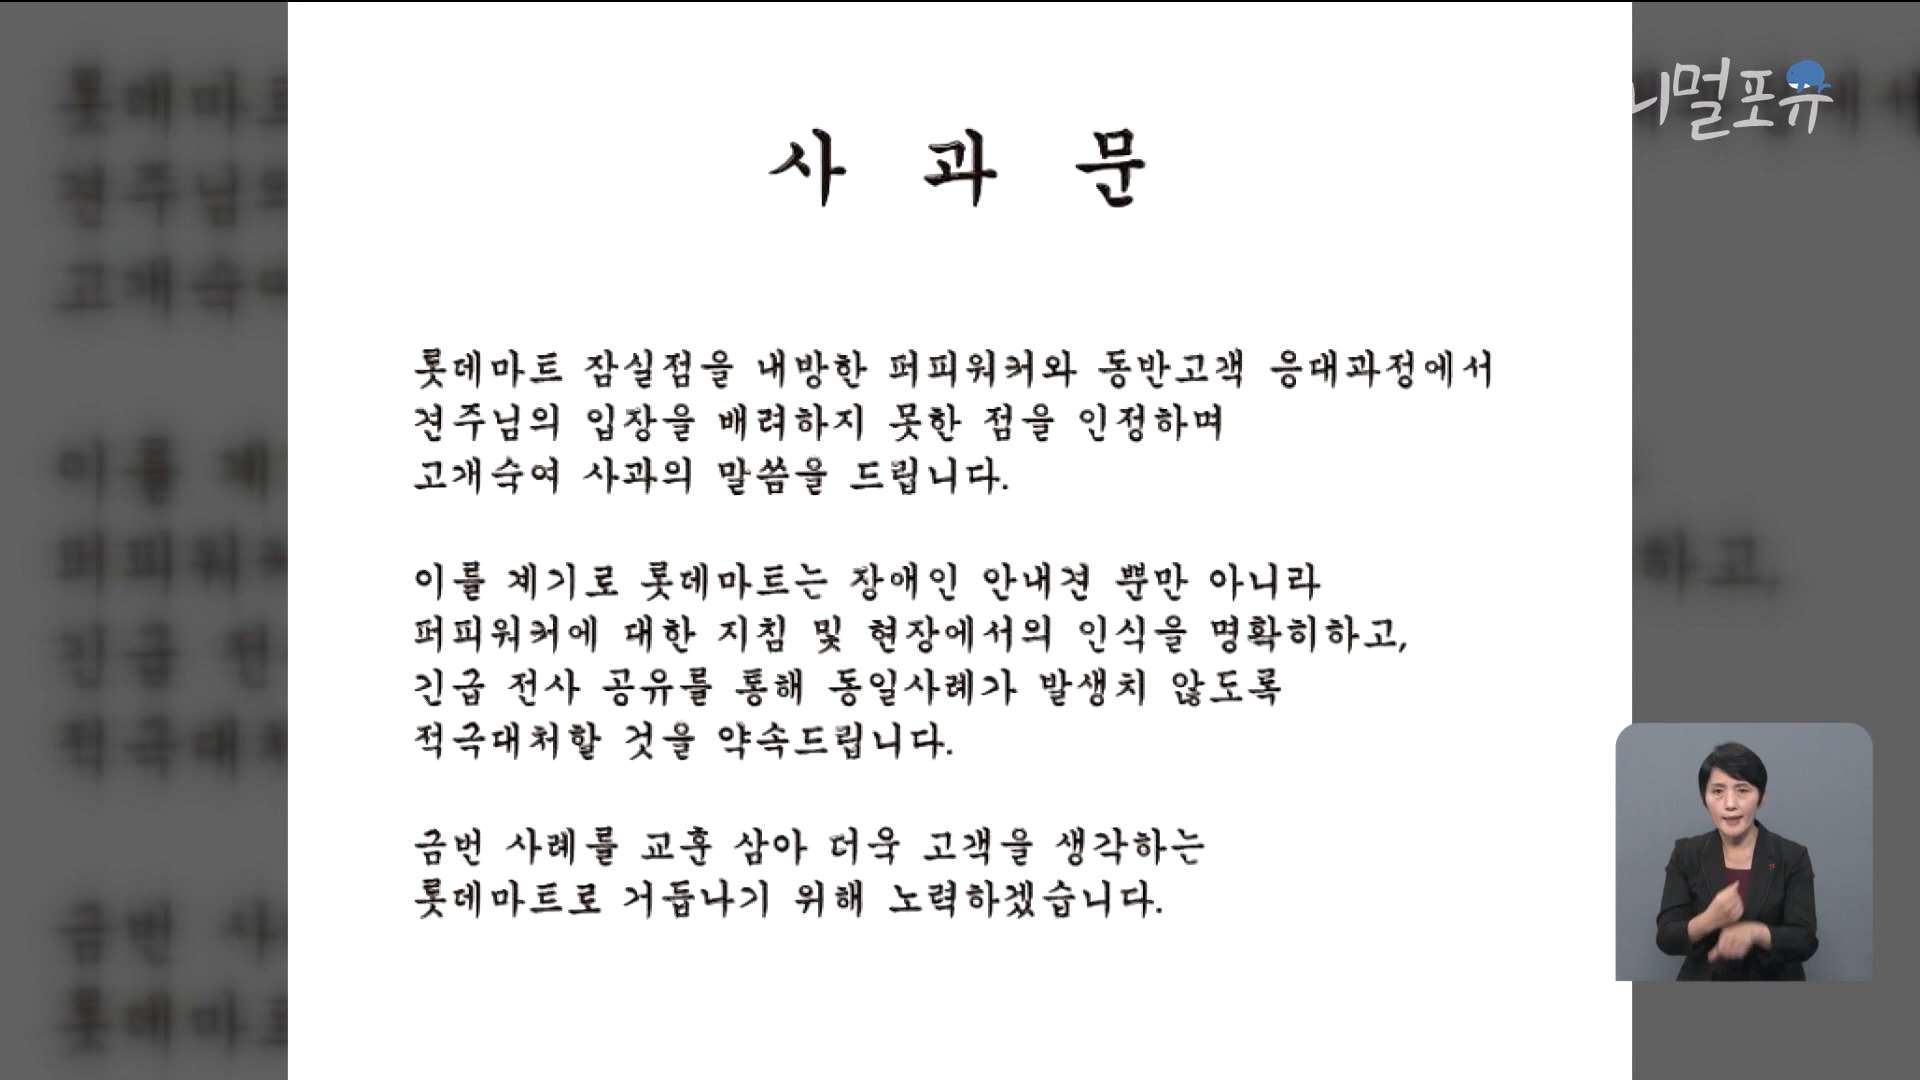 니멀포유
사 과 문
롯데마트 잠실점을 내방한 퍼피워커와 동반고객 응대과정에서
견주님의 입장을 배려하지 못한 점을 인정하며
고개숙여 사과의 말씀을 드립니다.
이를 계기로 롯데마트는 장애인 안내견 뿐만 아니라
퍼피워커에 대한 지침 및 현장에서의 인식을 명확히하고,
긴급 전사 공유를 통해 동일사례가 발생치 않도록
적극대처할 것을 약속드립니다.
금번 사례를 교훈 삼아 더욱 고객을 생각하는
롯데마트로 거듭나기 위해 노력하겠습니다.